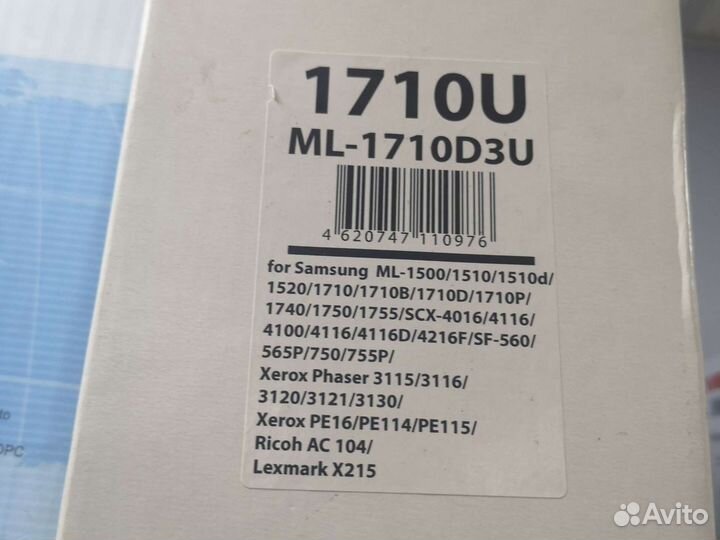 1710U
ML-1710D3U
4 620747 110976
for Samsung ML-1500/1510/1510d/
1520/1710/1710B/1710D/1710P/
1740/1750/1755/SCX-4016/4116/
4100/4116/4116D/4216F/SF-560/
565P/750/755P/
Xerox Phaser 3115/3116/
3120/3121/3130/
Xerox PE16/PE114/PE115/
Ricoh AC 104/
Lexmark X215
to
OPC
Avito